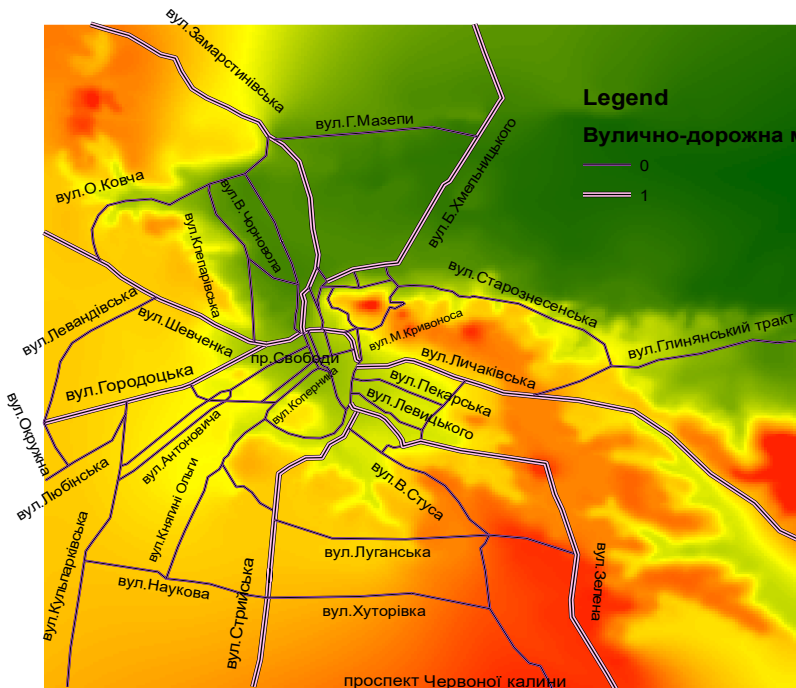 вул.Замарстинівська
вул.Г.Мазепи
Legend
Вулично-дорожна м
0
1
вул.Б.Хмельницького
вул.О.Ковча
вул.В.Чорновола
вул.Клепарівська
вул.Старознесенська
вул.Глинянський тракт
вул.Левандівська
вул.Шевченка
вул.М.Кривоноса
пр.Свободи
вул.Личаківська
вул.Городоцька
вул.Пекарська
вул.Коперника
вул.Левицького
вул.Окружна
вул.Антоновича
вул.Любінська
вул.Княгині Ольги
вул.В.Стуса
вул.Кульпарківська
вул.Луганська
вул.Зелена
вул.Наукова
вул.Хуторівка
вул.Стрийська
проспект Червоної калини